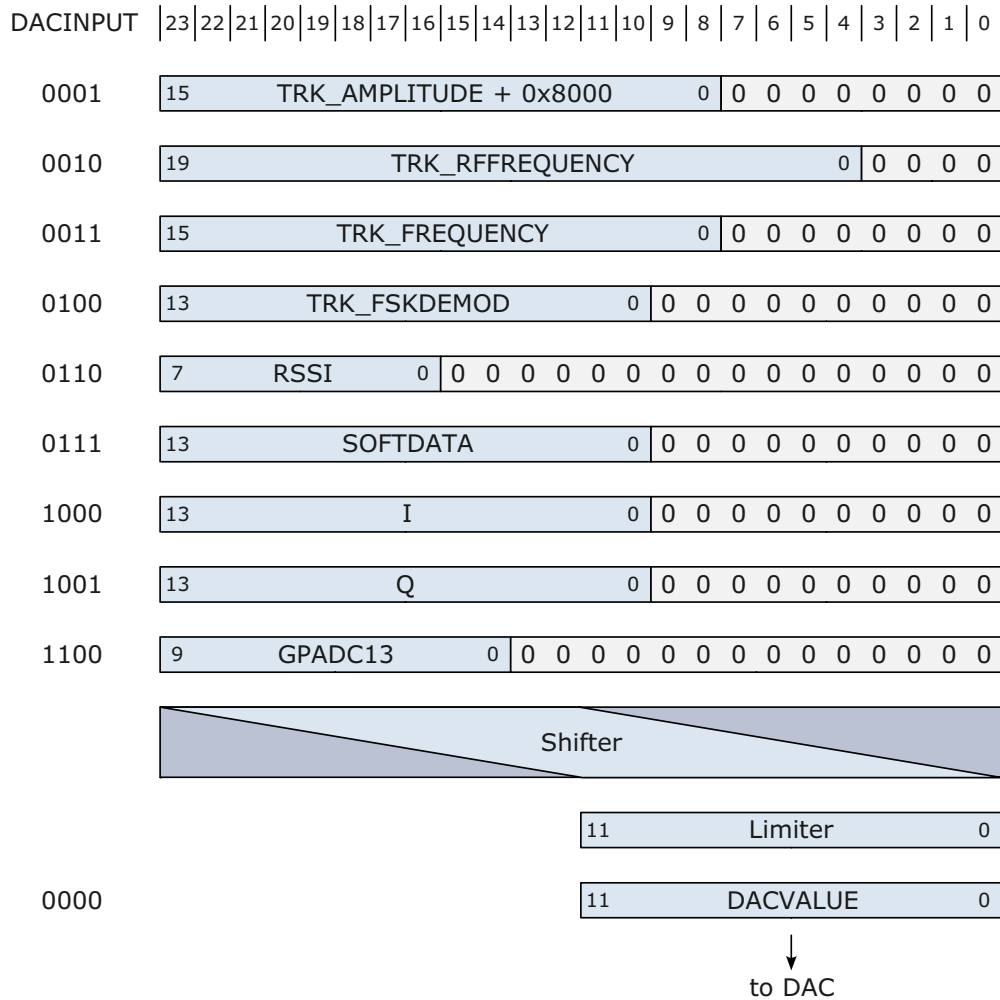 DACINPUT 23 22 21 20 19 18 17 16 15 14 13 12 11 10 9 8 7 6 5 4 3 2 1 0
0001 15 TRK_AMPLITUDE + 0x8000 0 0 0 0 0 0 0 0 0
0010 19 TRK_RFFREQUENCY 0 0 0 0 0
0011 15 TRK_FREQUENCY 0 0 0 0 0 0 0 0 0
0100 13 TRK_FSKDEMOD 0 0 0 0 0 0 0 0 0 0 0
0110 7 RSSI 0 0 0 0 0 0 0 0 0 0 0 0 0 0 0 0 0
0111 13 SOFTDATA 0 0 0 0 0 0 0 0 0 0 0
1000 13 I 0 0 0 0 0 0 0 0 0 0 0
1001 13 Q 0 0 0 0 0 0 0 0 0 0 0
1100 9 GPADC13 0 0 0 0 0 0 0 0 0 0 0 0 0 0 0
Shifter
11 Limiter 0
0000 11 DACVALUE 0
to DAC